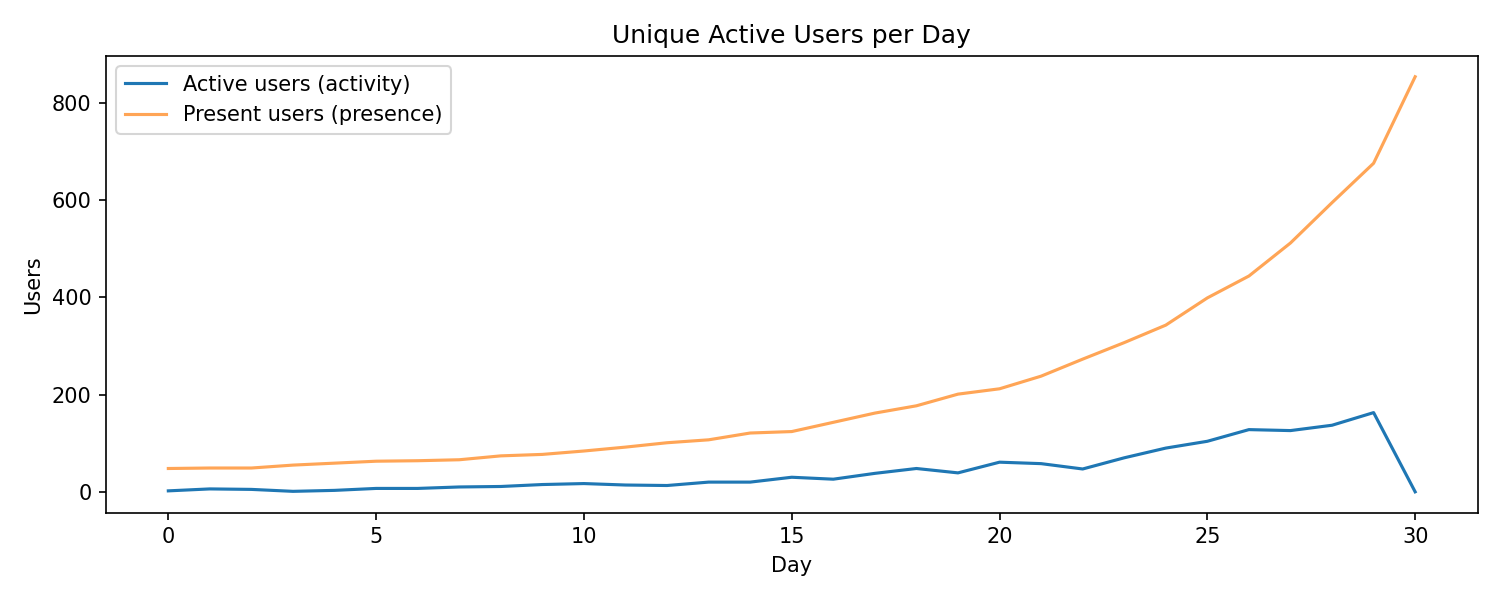 Unique Active Users per Day
Active users (activity)
Present users (presence)
800
600
400
200
0
Users
0 5 10 15 20 25 30
Day